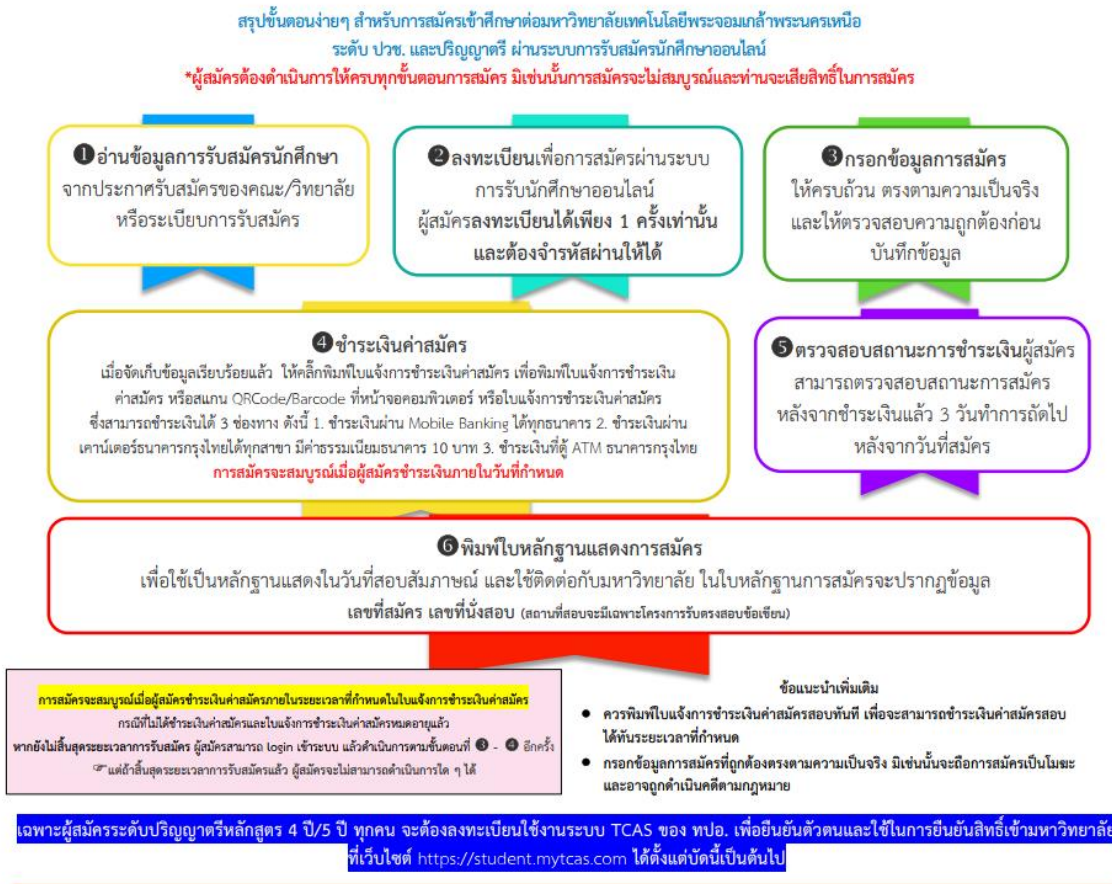 สรุปขั้นตอนง่ายๆ สำหรับการสมัครเข้าศึกษาต่อมหาวิทยาลัยเทคโนโลยีพระจอมเกล้าพระนครเหนือ
ระดับ ปวช. และปริญญาตรี ผ่านระบบการรับสมัครนักศึกษาออนไลน์
*ผู้สมัครต้องดำเนินการให้ครบทุกขั้นตอนการสมัคร มิเช่นนั้นการสมัครจะไม่สมบูรณ์และท่านจะเสียสิทธิ์ในการสมัคร
❶อ่านข้อมูลการรับสมัครนักศึกษา
จากประกาศรับสมัครของคณะ/วิทยาลัย
หรือระเบียบการรับสมัคร
❷ลงทะเบียนเพื่อการสมัครผ่านระบบ
การรับนักศึกษาออนไลน์
ผู้สมัครลงทะเบียนได้เพียง 1 ครั้งเท่านั้น
และต้องจำรหัสผ่านให้ได้
❸กรอกข้อมูลการสมัคร
ให้ครบถ้วน ตรงตามความเป็นจริง
และให้ตรวจสอบความถูกต้องก่อน
บันทึกข้อมูล
❹ชำระเงินค่าสมัคร
เมื่อจัดเก็บข้อมูลเรียบร้อยแล้ว ให้คลิ๊กพิมพ์ใบแจ้งการชำระเงินค่าสมัคร เพื่อพิมพ์ใบแจ้งการชำระเงิน
ค่าสมัคร หรือสแกน QRCode/Barcode ที่หน้าจอคอมพิวเตอร์ หรือใบแจ้งการชำระเงินค่าสมัคร
ซึ่งสามารถชำระเงินได้ 3 ช่องทาง ดังนี้ 1. ชำระเงินผ่าน Mobile Banking ได้ทุกธนาคาร 2. ชำระเงินผ่าน
เคาน์เตอร์ธนาคารกรุงไทยได้ทุกสาขา มีค่าธรรมเนียมธนาคาร 10 บาท 3. ชำระเงินที่ตู้ ATM ธนาคารกรุงไทย
การสมัครจะสมบูรณ์เมื่อผู้สมัครชำระเงินภายในวันที่กำหนด
❺ตรวจสอบสถานะการชำระเงินผู้สมัคร
สามารถตรวจสอบสถานะการสมัคร
หลังจากชำระเงินแล้ว 3 วันทำการถัดไป
หลังจากวันที่สมัคร
❻พิมพ์ใบหลักฐานแสดงการสมัคร
เพื่อใช้เป็นหลักฐานแสดงในวันที่สอบสัมภาษณ์ และใช้ติดต่อกับมหาวิทยาลัย ในใบหลักฐานการสมัครจะปรากฏข้อมูล
เลขที่สมัคร เลขที่นั่งสอบ (สถานที่สอบจะมีเฉพาะโครงการรับตรงสอบข้อเขียน)
การสมัครจะสมบูรณ์เมื่อผู้สมัครชำระเงินค่าสมัครภายในระยะเวลาที่กำหนดในใบแจ้งการชำระเงินค่าสมัคร
กรณีที่ไม่ได้ชำระเงินค่าสมัครและใบแจ้งการชำระเงินค่าสมัครหมดอายุแล้ว
หากยังไม่สิ้นสุดระยะเวลาการรับสมัคร ผู้สมัครสามารถ login เข้าระบบ แล้วดำเนินการตามขั้นตอนที่ ❸ - ❹ อีกครั้ง
☞แต่ถ้าสิ้นสุดระยะเวลาการรับสมัครแล้ว ผู้สมัครจะไม่สามารถดำเนินการใด ๆ ได้
ข้อแนะนำเพิ่มเติม
● ควรพิมพ์ใบแจ้งการชำระเงินค่าสมัครสอบทันที เพื่อจะสามารถชำระเงินค่าสมัครสอบ
ได้ทันระยะเวลาที่กำหนด
● กรอกข้อมูลการสมัครที่ถูกต้องตรงตามความเป็นจริง มิเช่นนั้นจะถือการสมัครเป็นโมฆะ
และอาจถูกดำเนินคดีตามกฎหมาย
เฉพาะผู้สมัครระดับปริญญาตรีหลักสูตร 4 ปี/5 ปี ทุกคน จะต้องลงทะเบียนใช้งานระบบ TCAS ของ ทปอ. เพื่อยืนยันตัวตนและใช้ในการยืนยันสิทธิ์เข้ามหาวิทยาลัย
ที่เว็บไซต์ https://student.mytcas.com ได้ตั้งแต่บัดนี้เป็นต้นไป